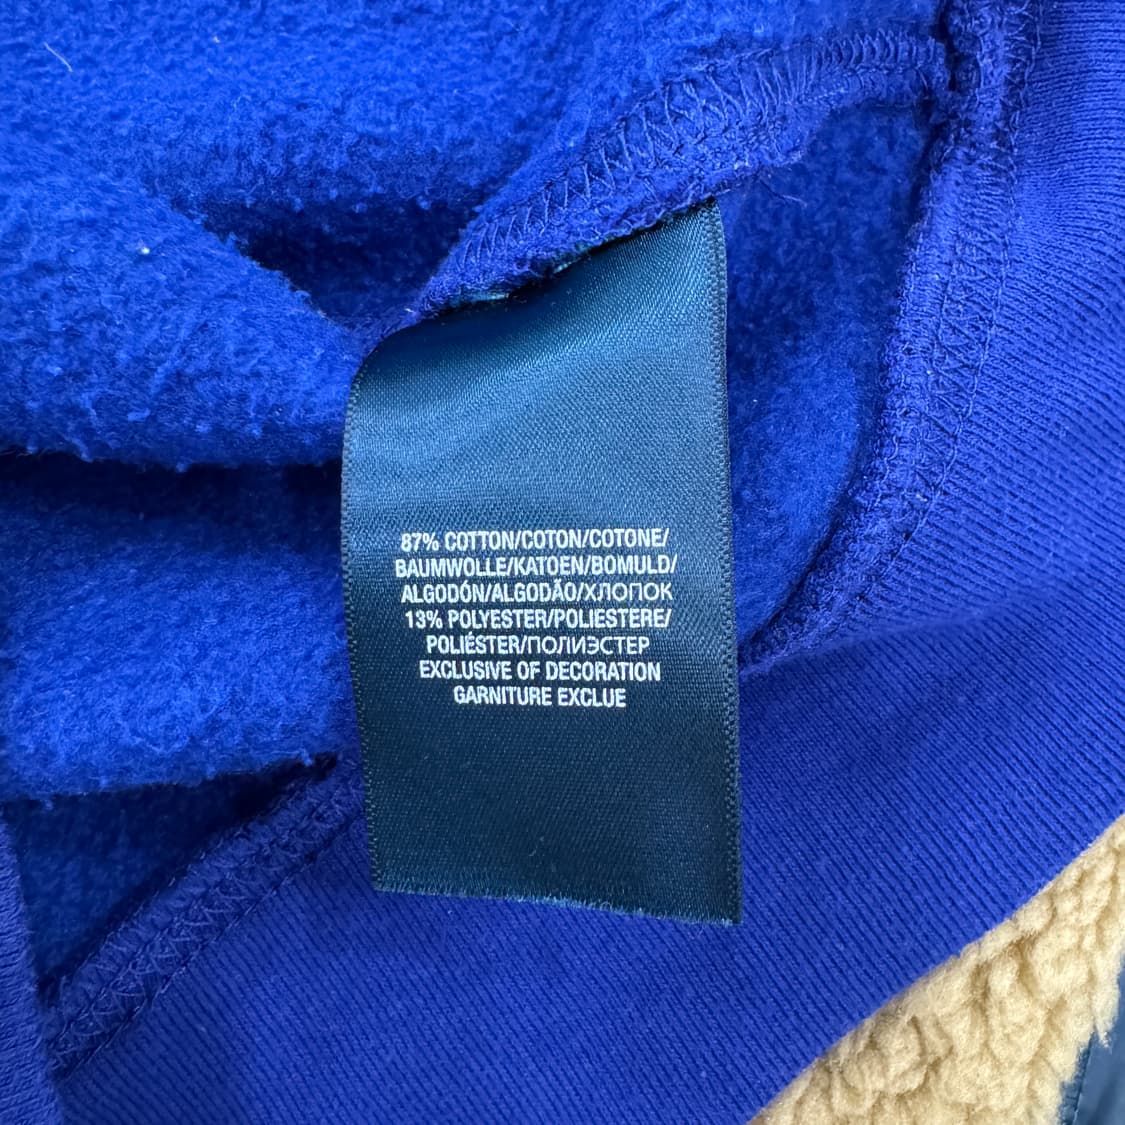 87% COTTON/COTON/COTONE/
BAUMWOLLE/KATOEN/BOMULD/
ALGODÓN/ALGODÃO/ХЛОПОК
13% POLYESTER/POLIESTERE/
POLIÉSTER/ПОЛИЭСТЕР
EXCLUSIVE OF DECORATION
GARNITURE EXCLUE